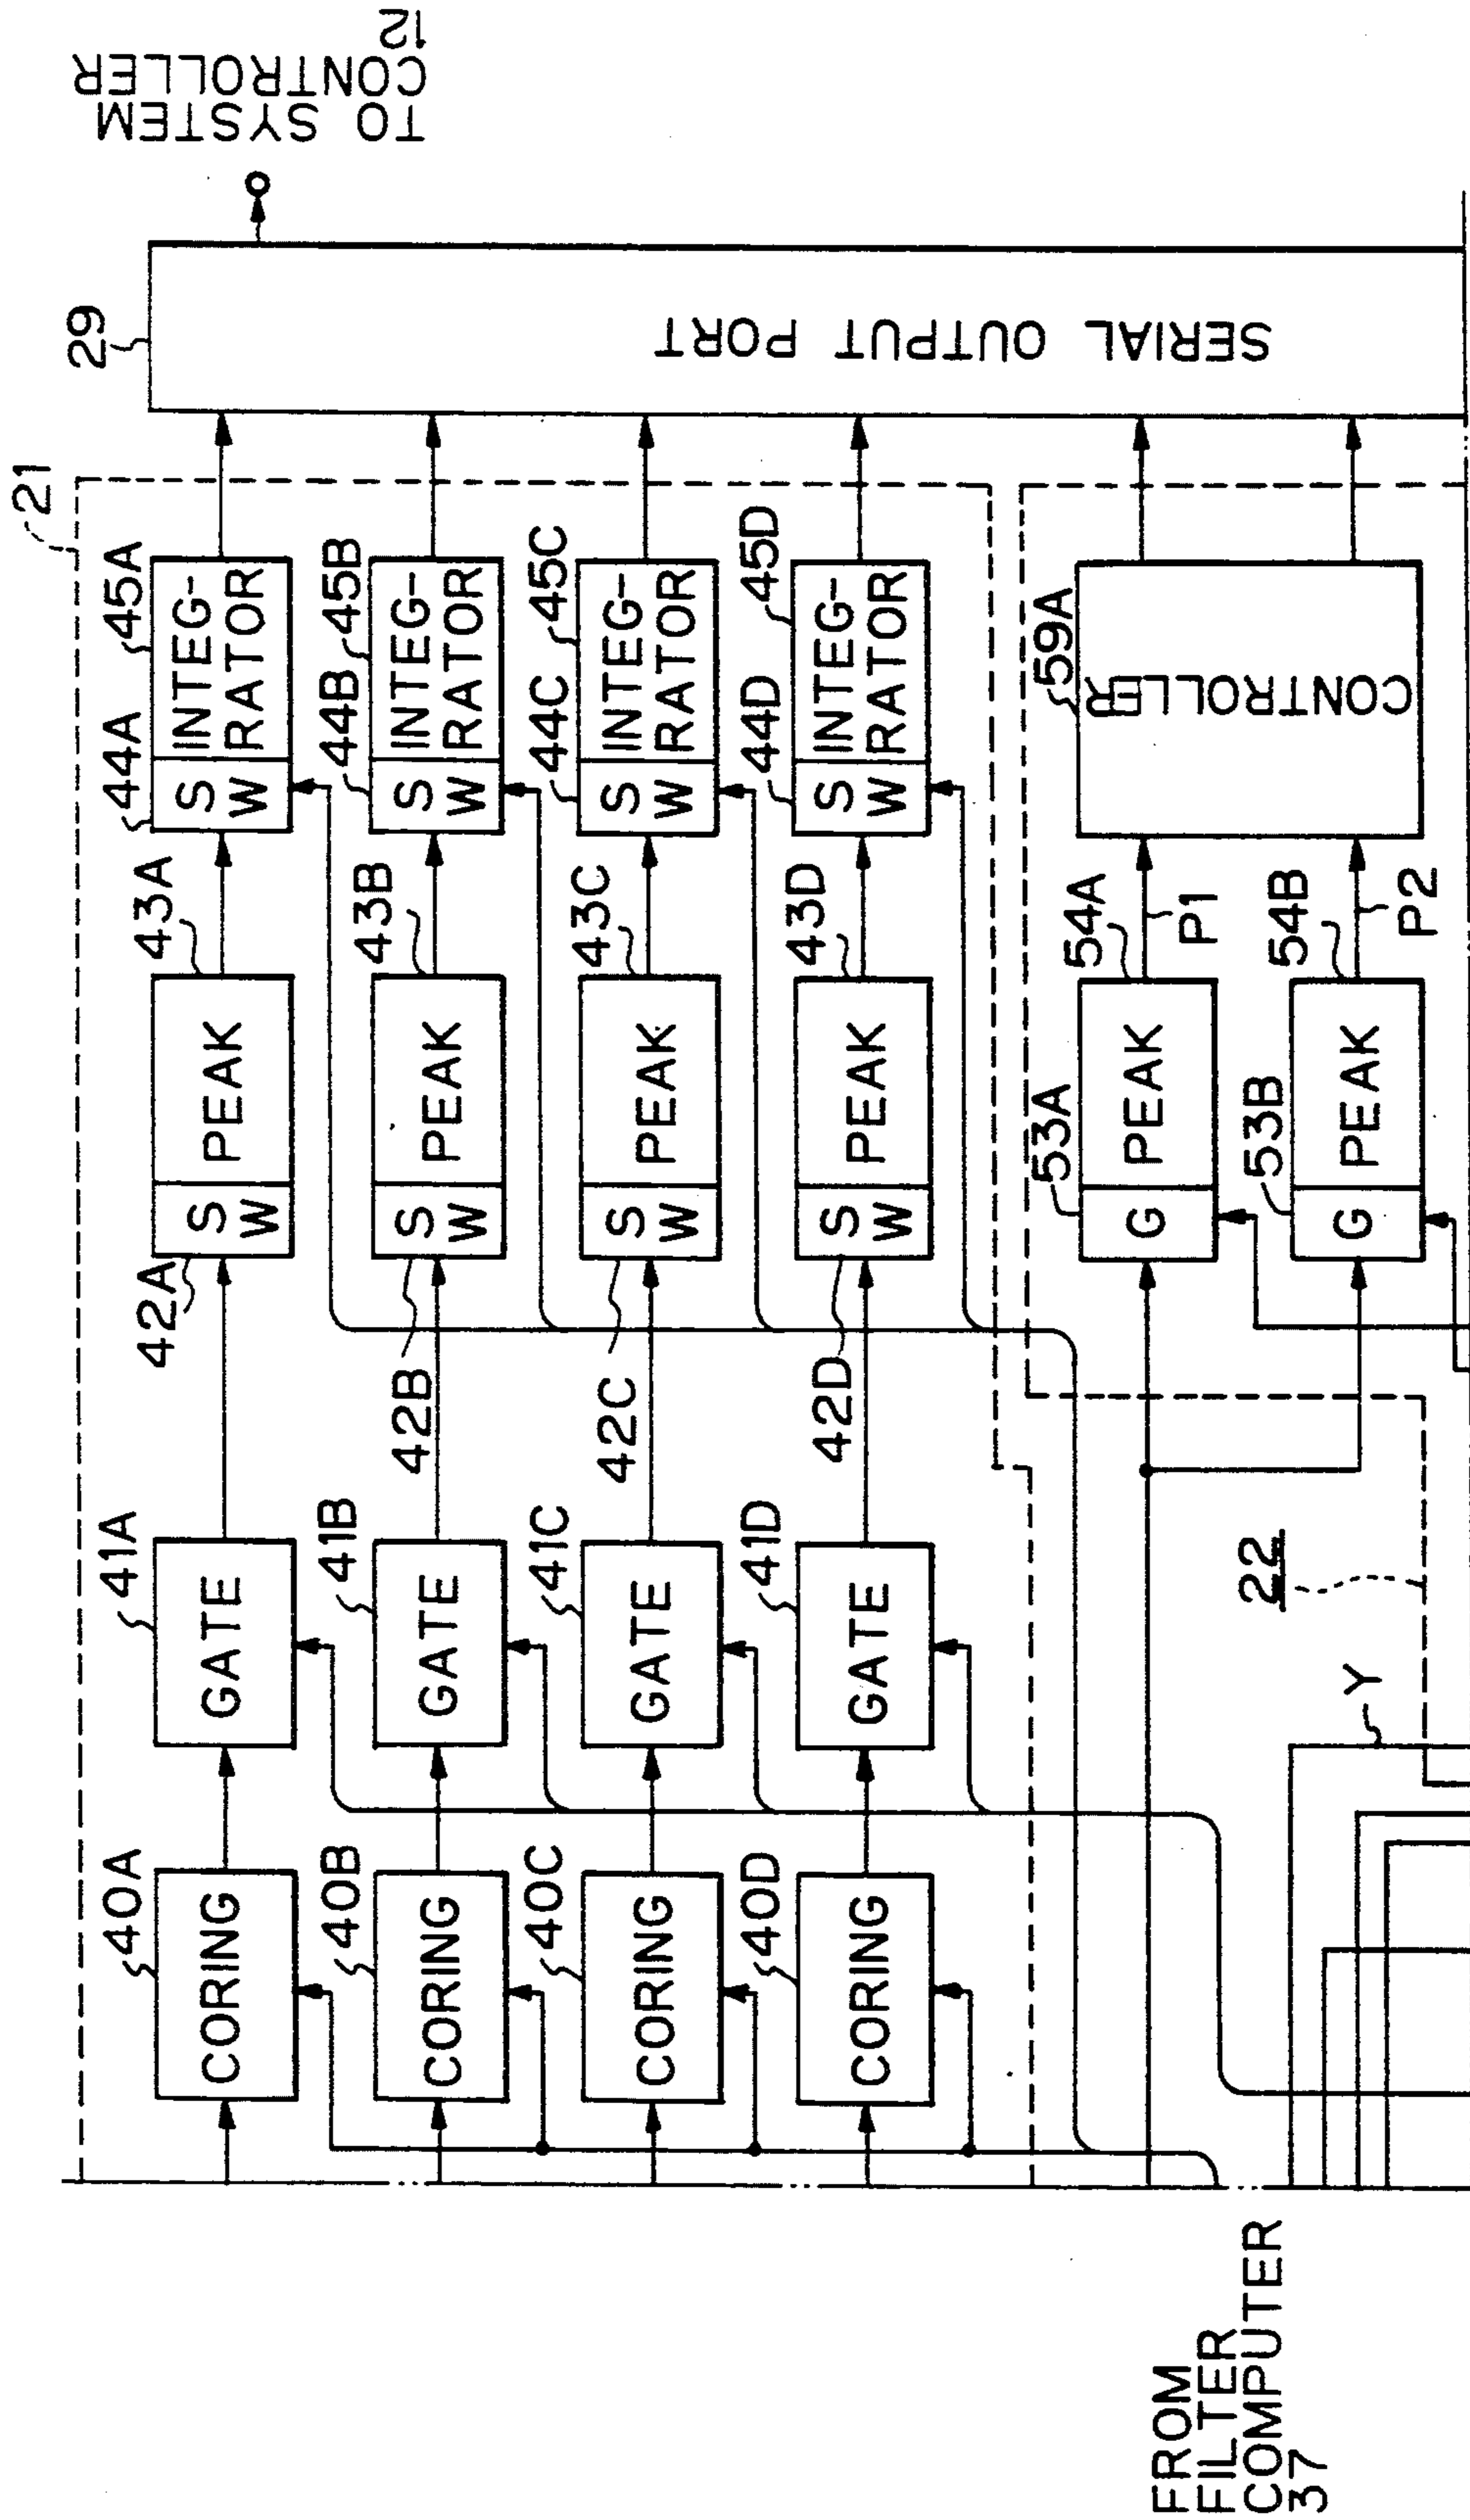 21
40A
CORING
41A
GATE
42A
S
W
PEAK
43A
44A
S
W
45A
INTEG-
RATOR
29
SERIAL OUTPUT PORT
TO SYSTEM
CONTROLLER
12
40B
CORING
41B
GATE
42B
S
W
PEAK
43B
44B
S
W
45B
INTEG-
RATOR
40C
CORING
41C
GATE
42C
S
W
PEAK
43C
44C
S
W
45C
INTEG-
RATOR
40D
CORING
41D
GATE
42D
S
W
PEAK
43D
44D
S
W
45D
INTEG-
RATOR
FROM
FILTER
COMPUTER
37
53A
G
PEAK
54A
P1
59A
CONTROLLER
53B
G
PEAK
54B
P2
22
Y